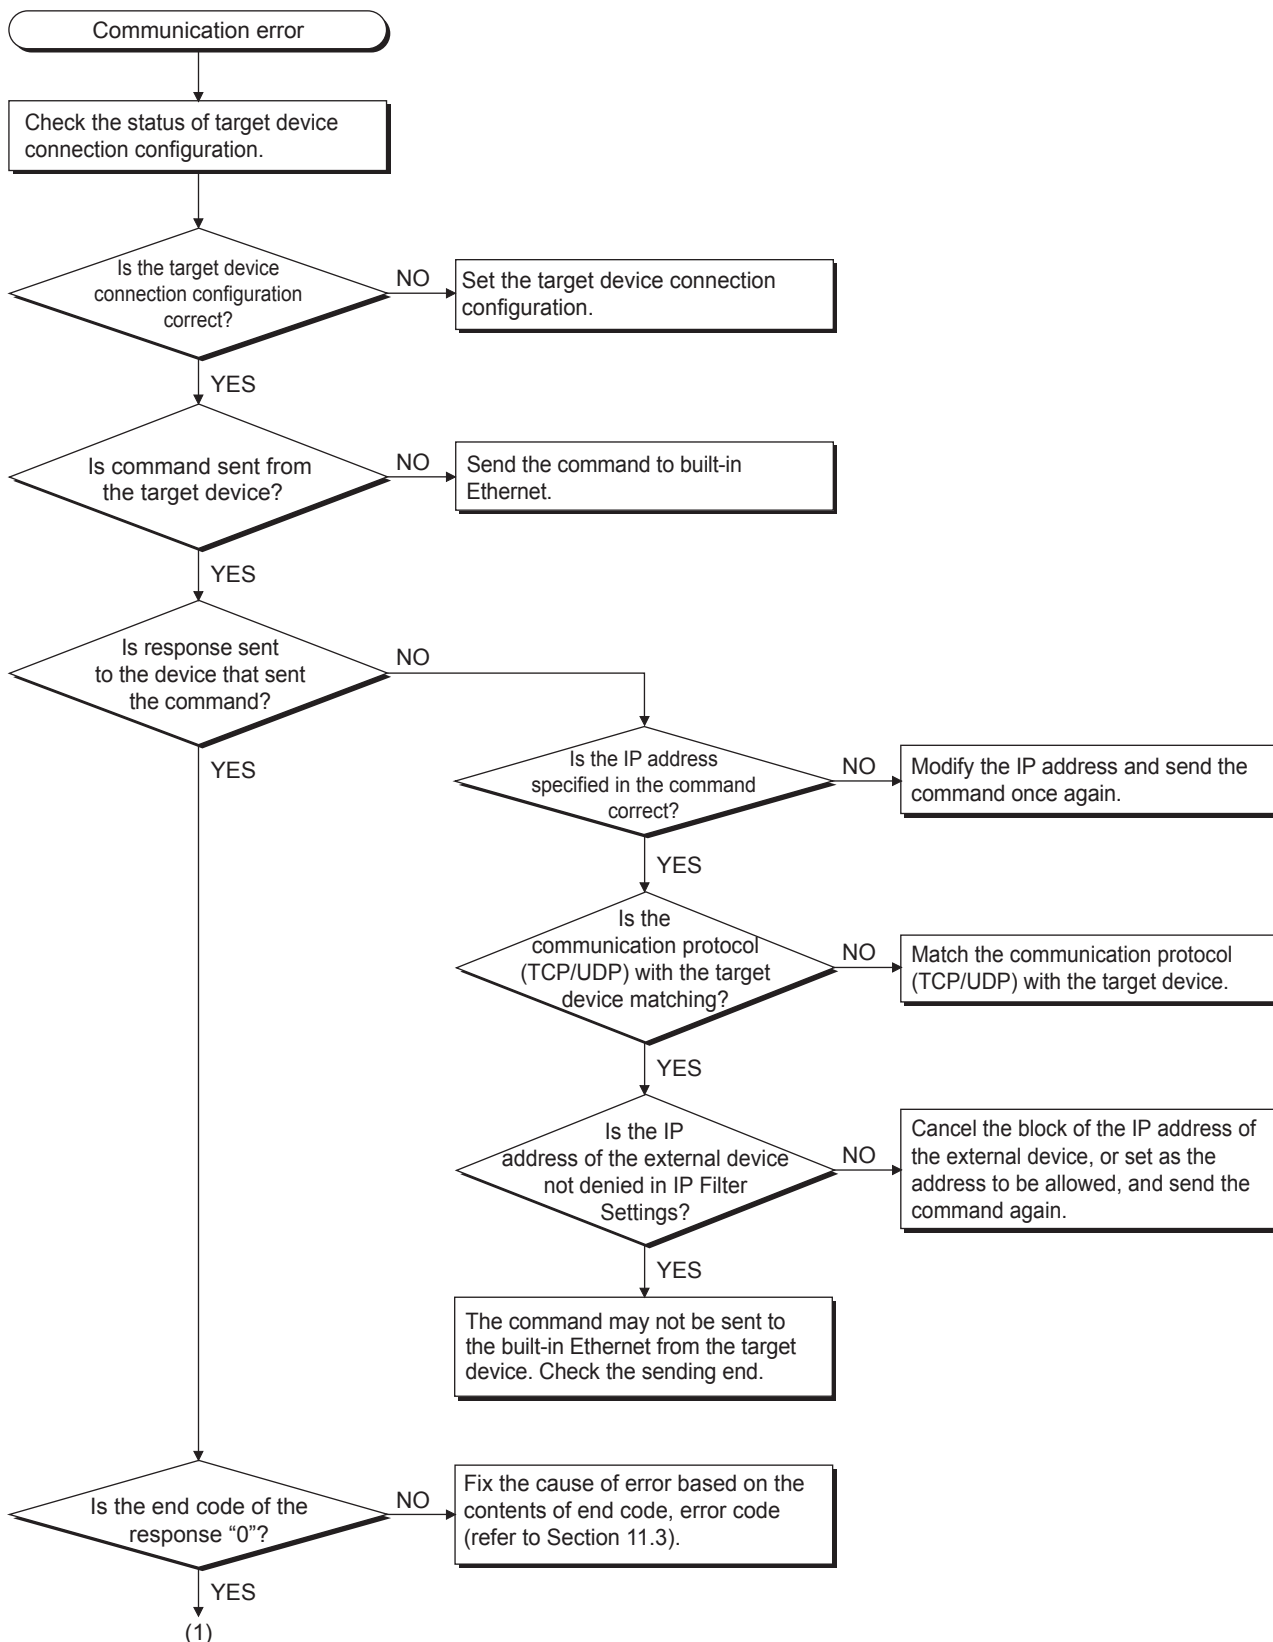 Communication error
Check the status of target device
connection configuration.
Is the target device
connection configuration
correct?
NO
Set the target device connection
configuration.
YES
Is command sent from
the target device?
NO
Send the command to built-in
Ethernet.
YES
Is response sent
to the device that sent
the command?
NO
YES
Is the IP address
specified in the command
correct?
NO
Modify the IP address and send the
command once again.
YES
Is the
communication protocol
(TCP/UDP) with the target
device matching?
NO
Match the communication protocol
(TCP/UDP) with the target device.
YES
Is the IP
address of the external device
not denied in IP Filter
Settings?
NO
Cancel the block of the IP address of
the external device, or set as the
address to be allowed, and send the
command again.
YES
The command may not be sent to
the built-in Ethernet from the target
device. Check the sending end.
Is the end code of the
response “0”?
NO
Fix the cause of error based on the
contents of end code, error code
(refer to Section 11.3).
YES
(1)